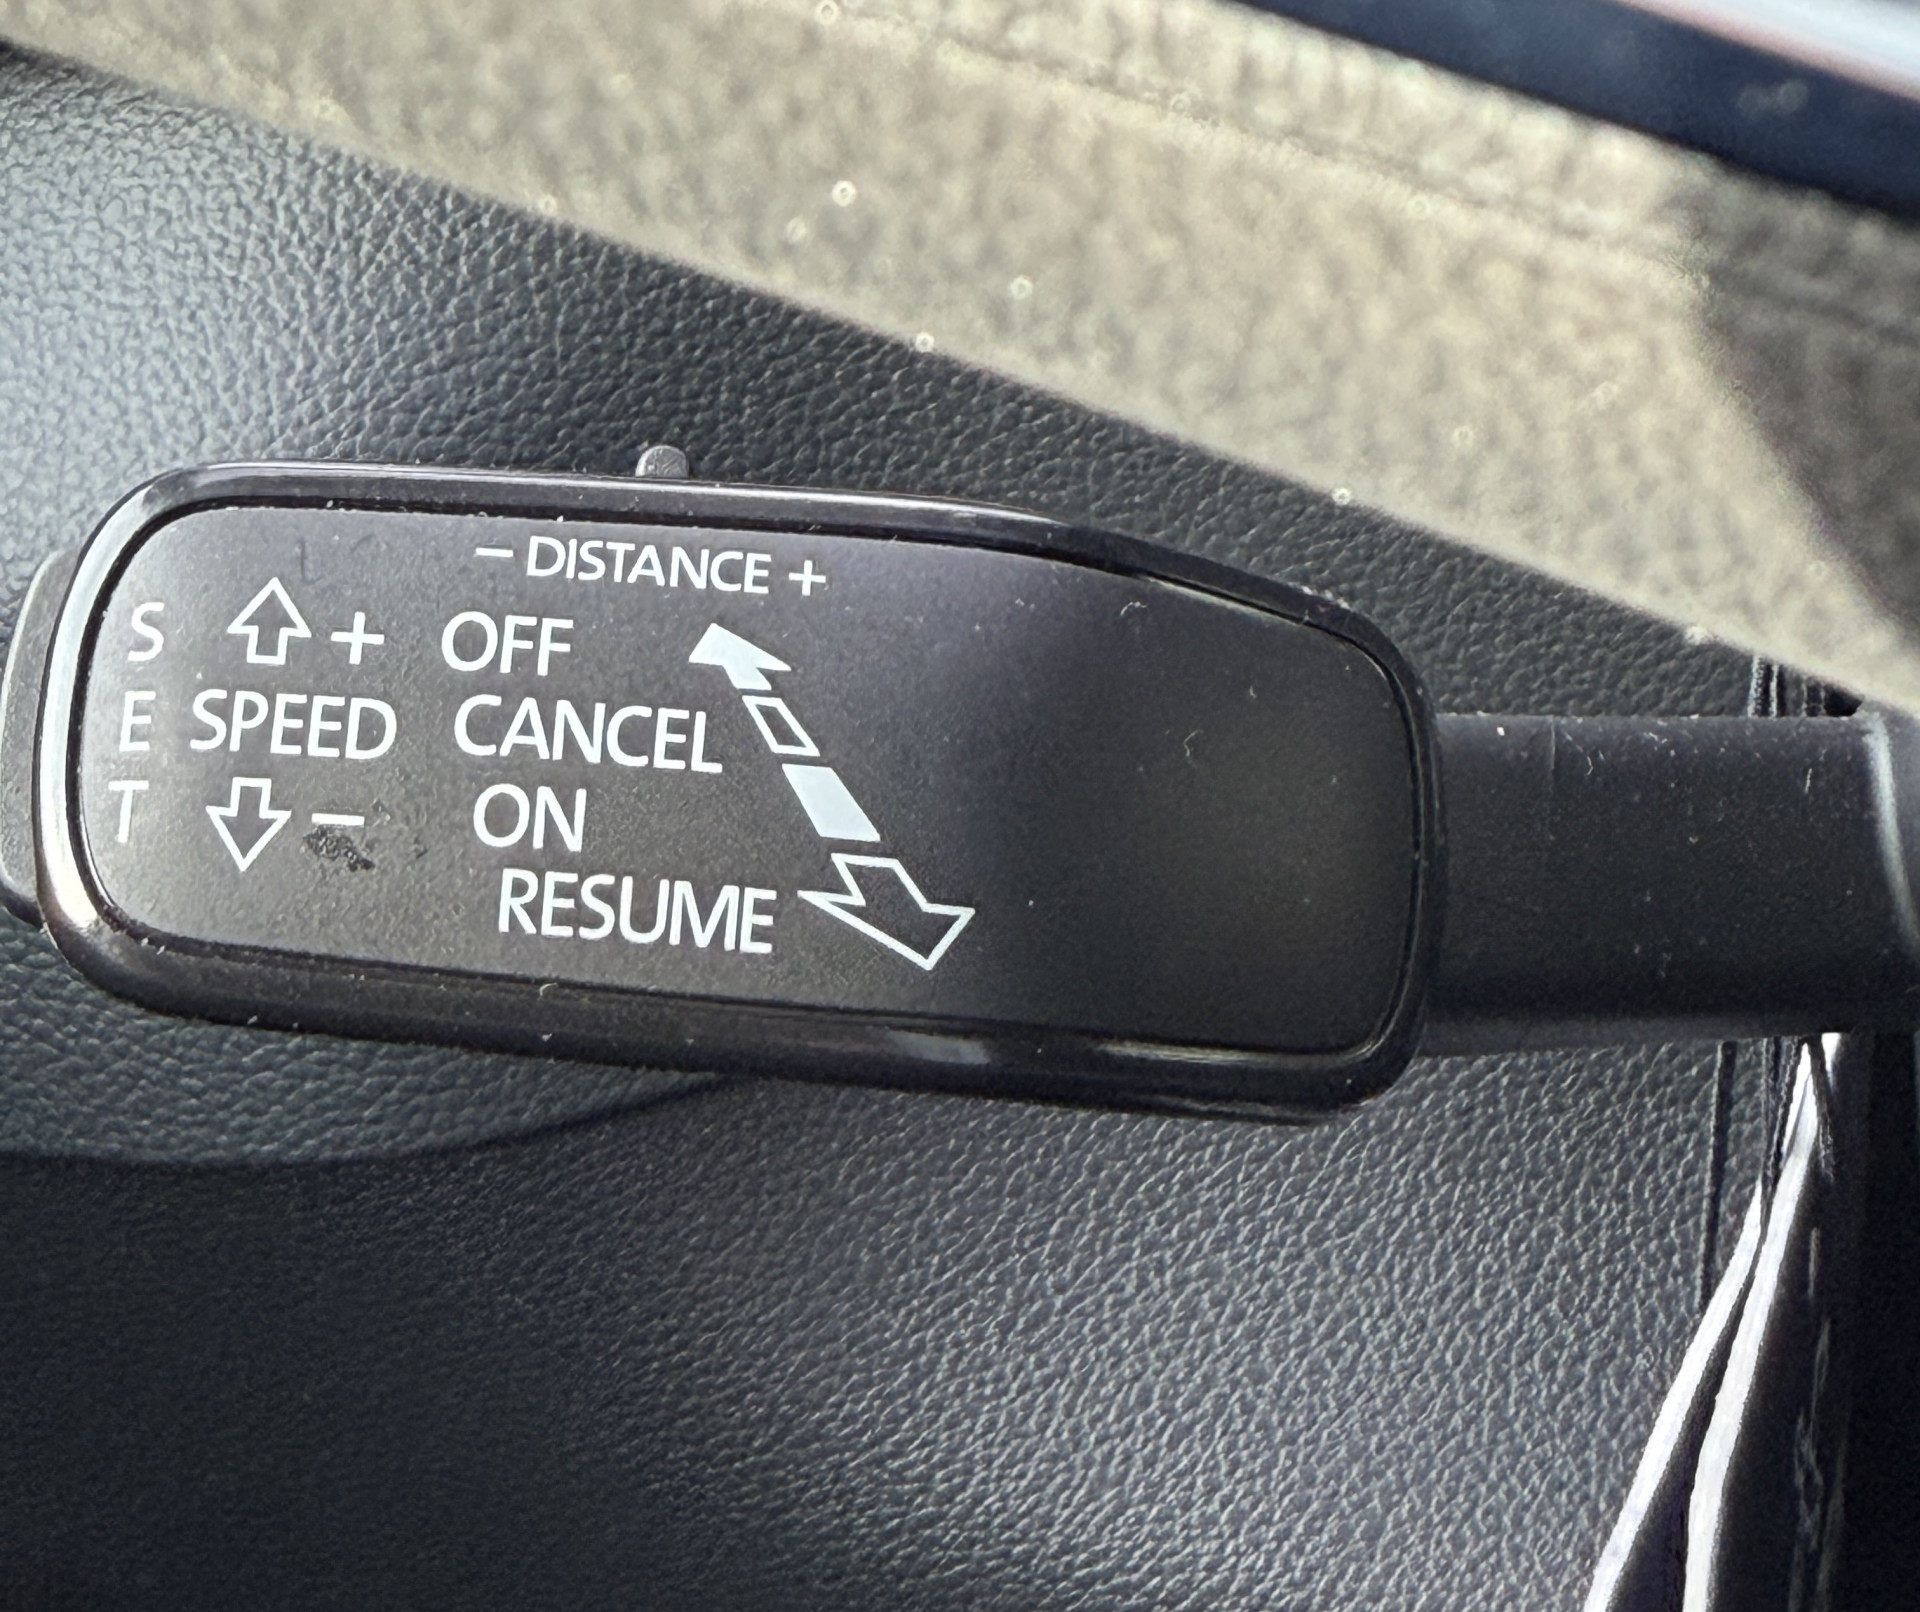 − DISTANCE +
S + OFF
E SPEED CANCEL
T − ON
RESUME